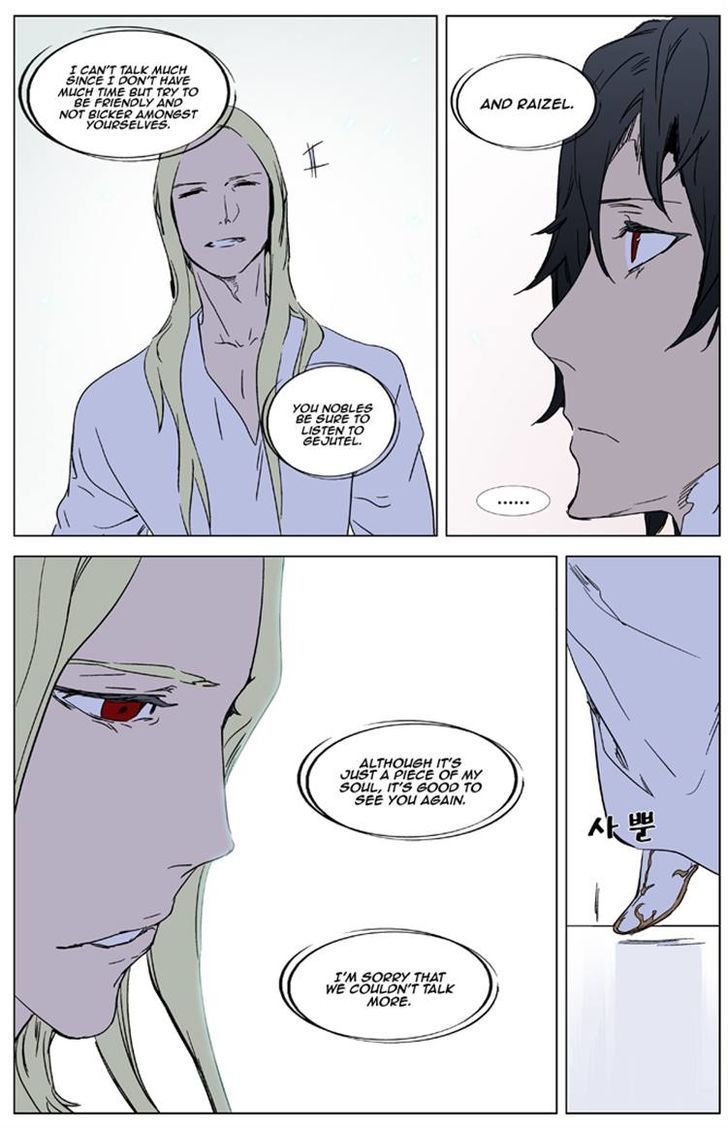 I CAN'T TALK MUCH
SINCE I DON'T HAVE
MUCH TIME BUT TRY TO
BE FRIENDLY AND
NOT BICKER AMONGST
YOURSELVES.
YOU NOBLES
BE SURE TO
LISTEN TO
GEJUTEL.
AND RAIZEL.
......
ALTHOUGH IT'S
JUST A PIECE OF MY
SOUL, IT'S GOOD TO
SEE YOU AGAIN.
I'M SORRY THAT
WE COULDN'T TALK
MORE.
사뿐